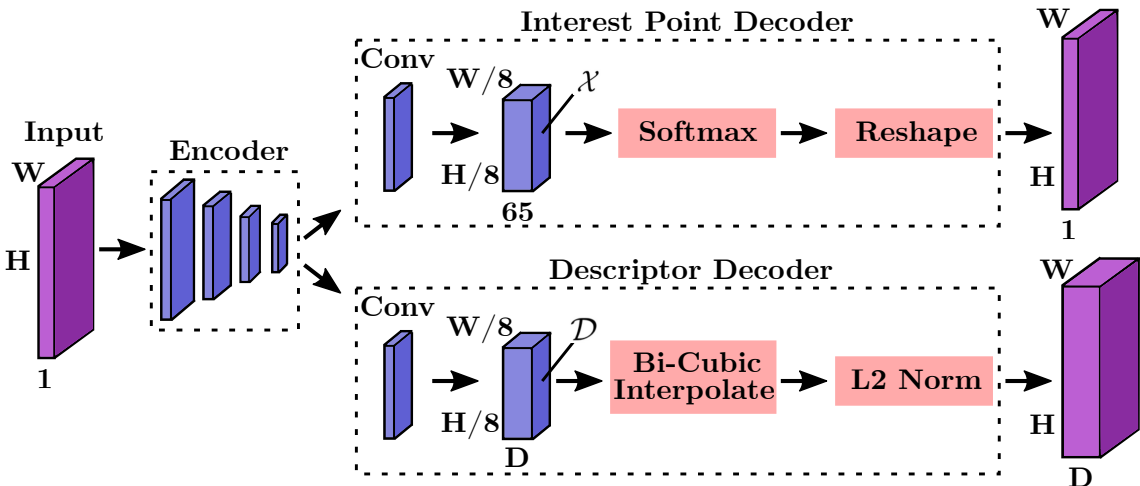 Input
W
H
1
Encoder
Interest Point Decoder
Conv
W/8
H/8
65
𝒳
Softmax
Reshape
W
H
1
Descriptor Decoder
Conv
W/8
H/8
D
𝒟
Bi-Cubic
Interpolate
L2 Norm
W
H
D